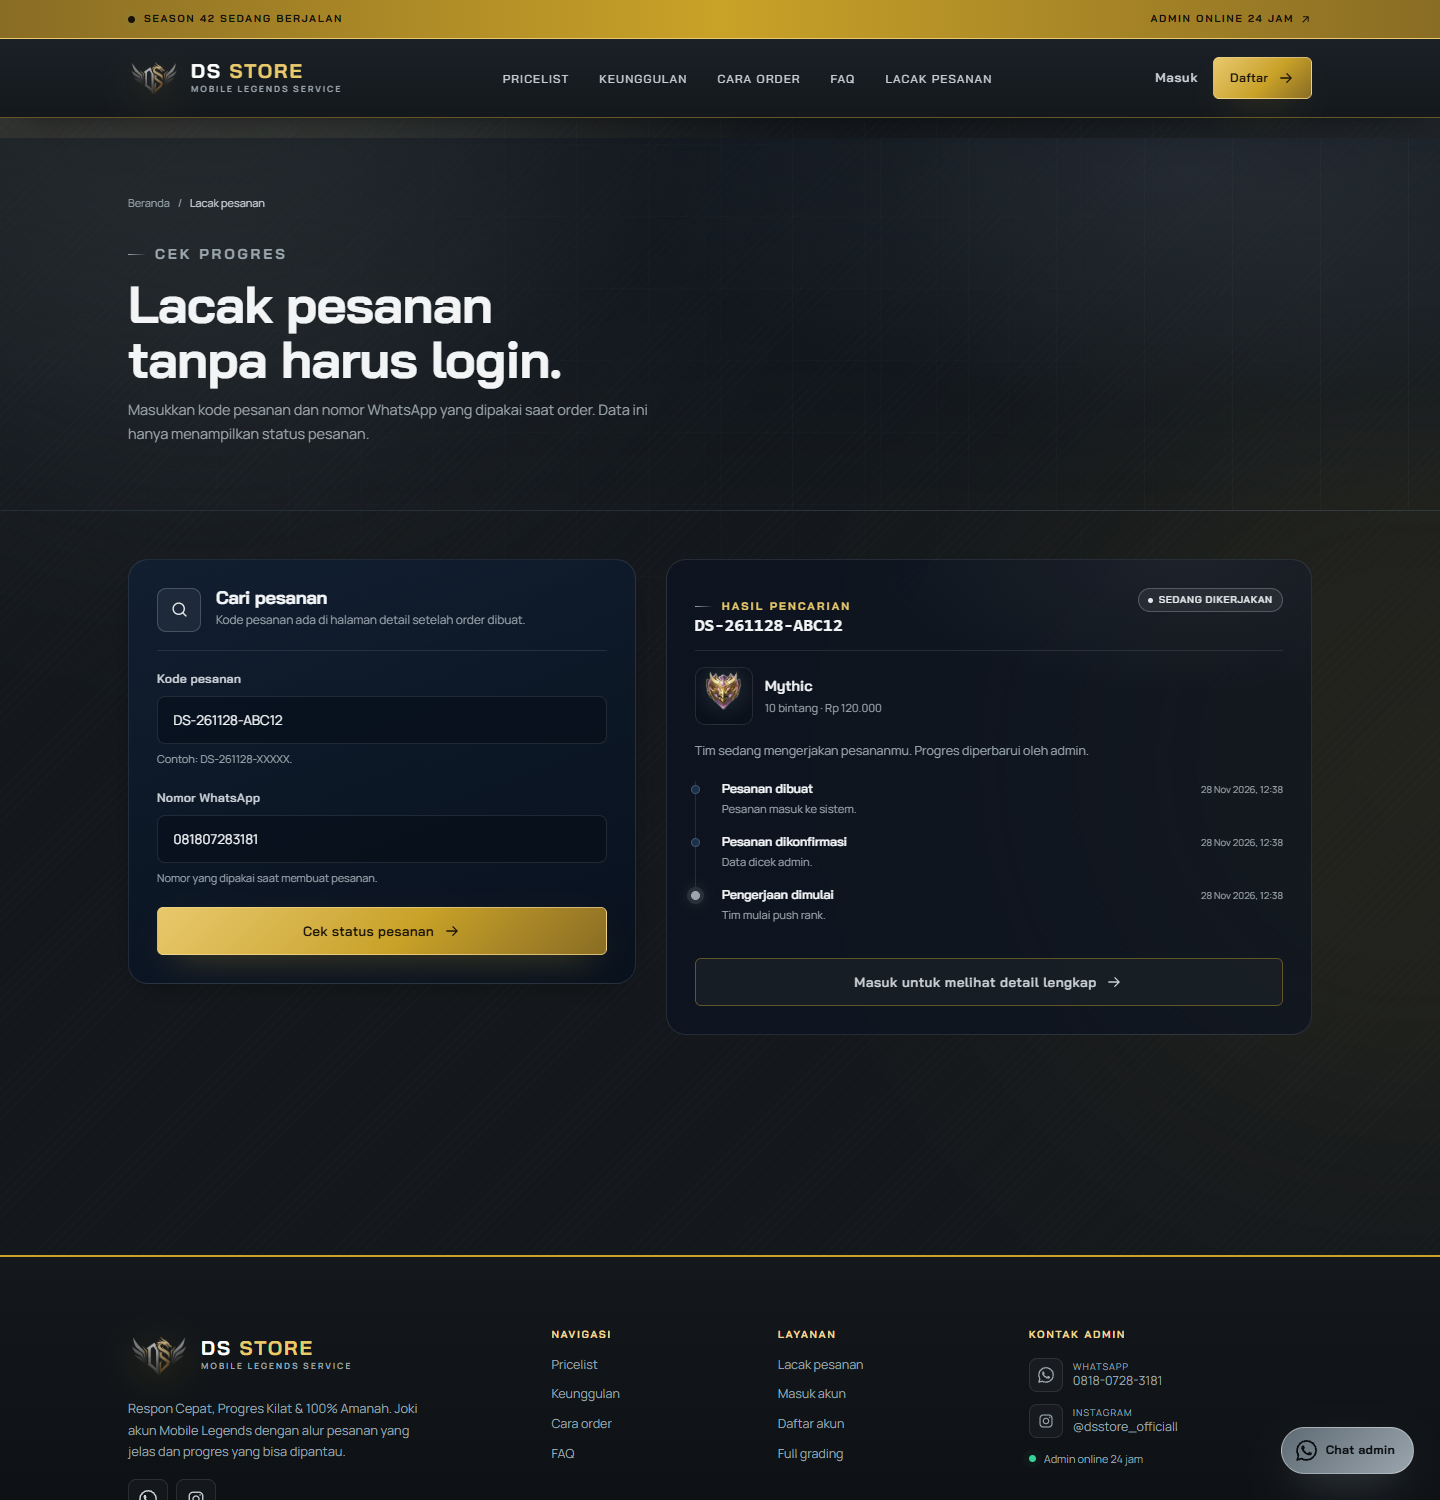 SEASON 42 SEDANG BERJALAN
ADMIN ONLINE 24 JAM
DS STORE
MOBILE LEGENDS SERVICE
PRICELIST
KEUNGGULAN
CARA ORDER
FAQ
LACAK PESANAN
Masuk
Daftar
Beranda / Lacak pesanan
CEK PROGRES
Lacak pesanan
tanpa harus login.
Masukkan kode pesanan dan nomor WhatsApp yang dipakai saat order. Data ini
hanya menampilkan status pesanan.
Cari pesanan
Kode pesanan ada di halaman detail setelah order dibuat.
Kode pesanan
DS-261128-ABC12
Contoh: DS-261128-XXXXX.
Nomor WhatsApp
081807283181
Nomor yang dipakai saat membuat pesanan.
Cek status pesanan
HASIL PENCARIAN
DS-261128-ABC12
SEDANG DIKERJAKAN
Mythic
10 bintang · Rp 120.000
Tim sedang mengerjakan pesananmu. Progres diperbarui oleh admin.
Pesanan dibuat
28 Nov 2026, 12:38
Pesanan masuk ke sistem.
Pesanan dikonfirmasi
28 Nov 2026, 12:38
Data dicek admin.
Pengerjaan dimulai
28 Nov 2026, 12:38
Tim mulai push rank.
Masuk untuk melihat detail lengkap
DS STORE
MOBILE LEGENDS SERVICE
Respon Cepat, Progres Kilat & 100% Amanah. Joki
akun Mobile Legends dengan alur pesanan yang
jelas dan progres yang bisa dipantau.
NAVIGASI
Pricelist
Keunggulan
Cara order
FAQ
LAYANAN
Lacak pesanan
Masuk akun
Daftar akun
Full grading
KONTAK ADMIN
WHATSAPP
0818-0728-3181
INSTAGRAM
@dsstore_officiall
Admin online 24 jam
Chat admin